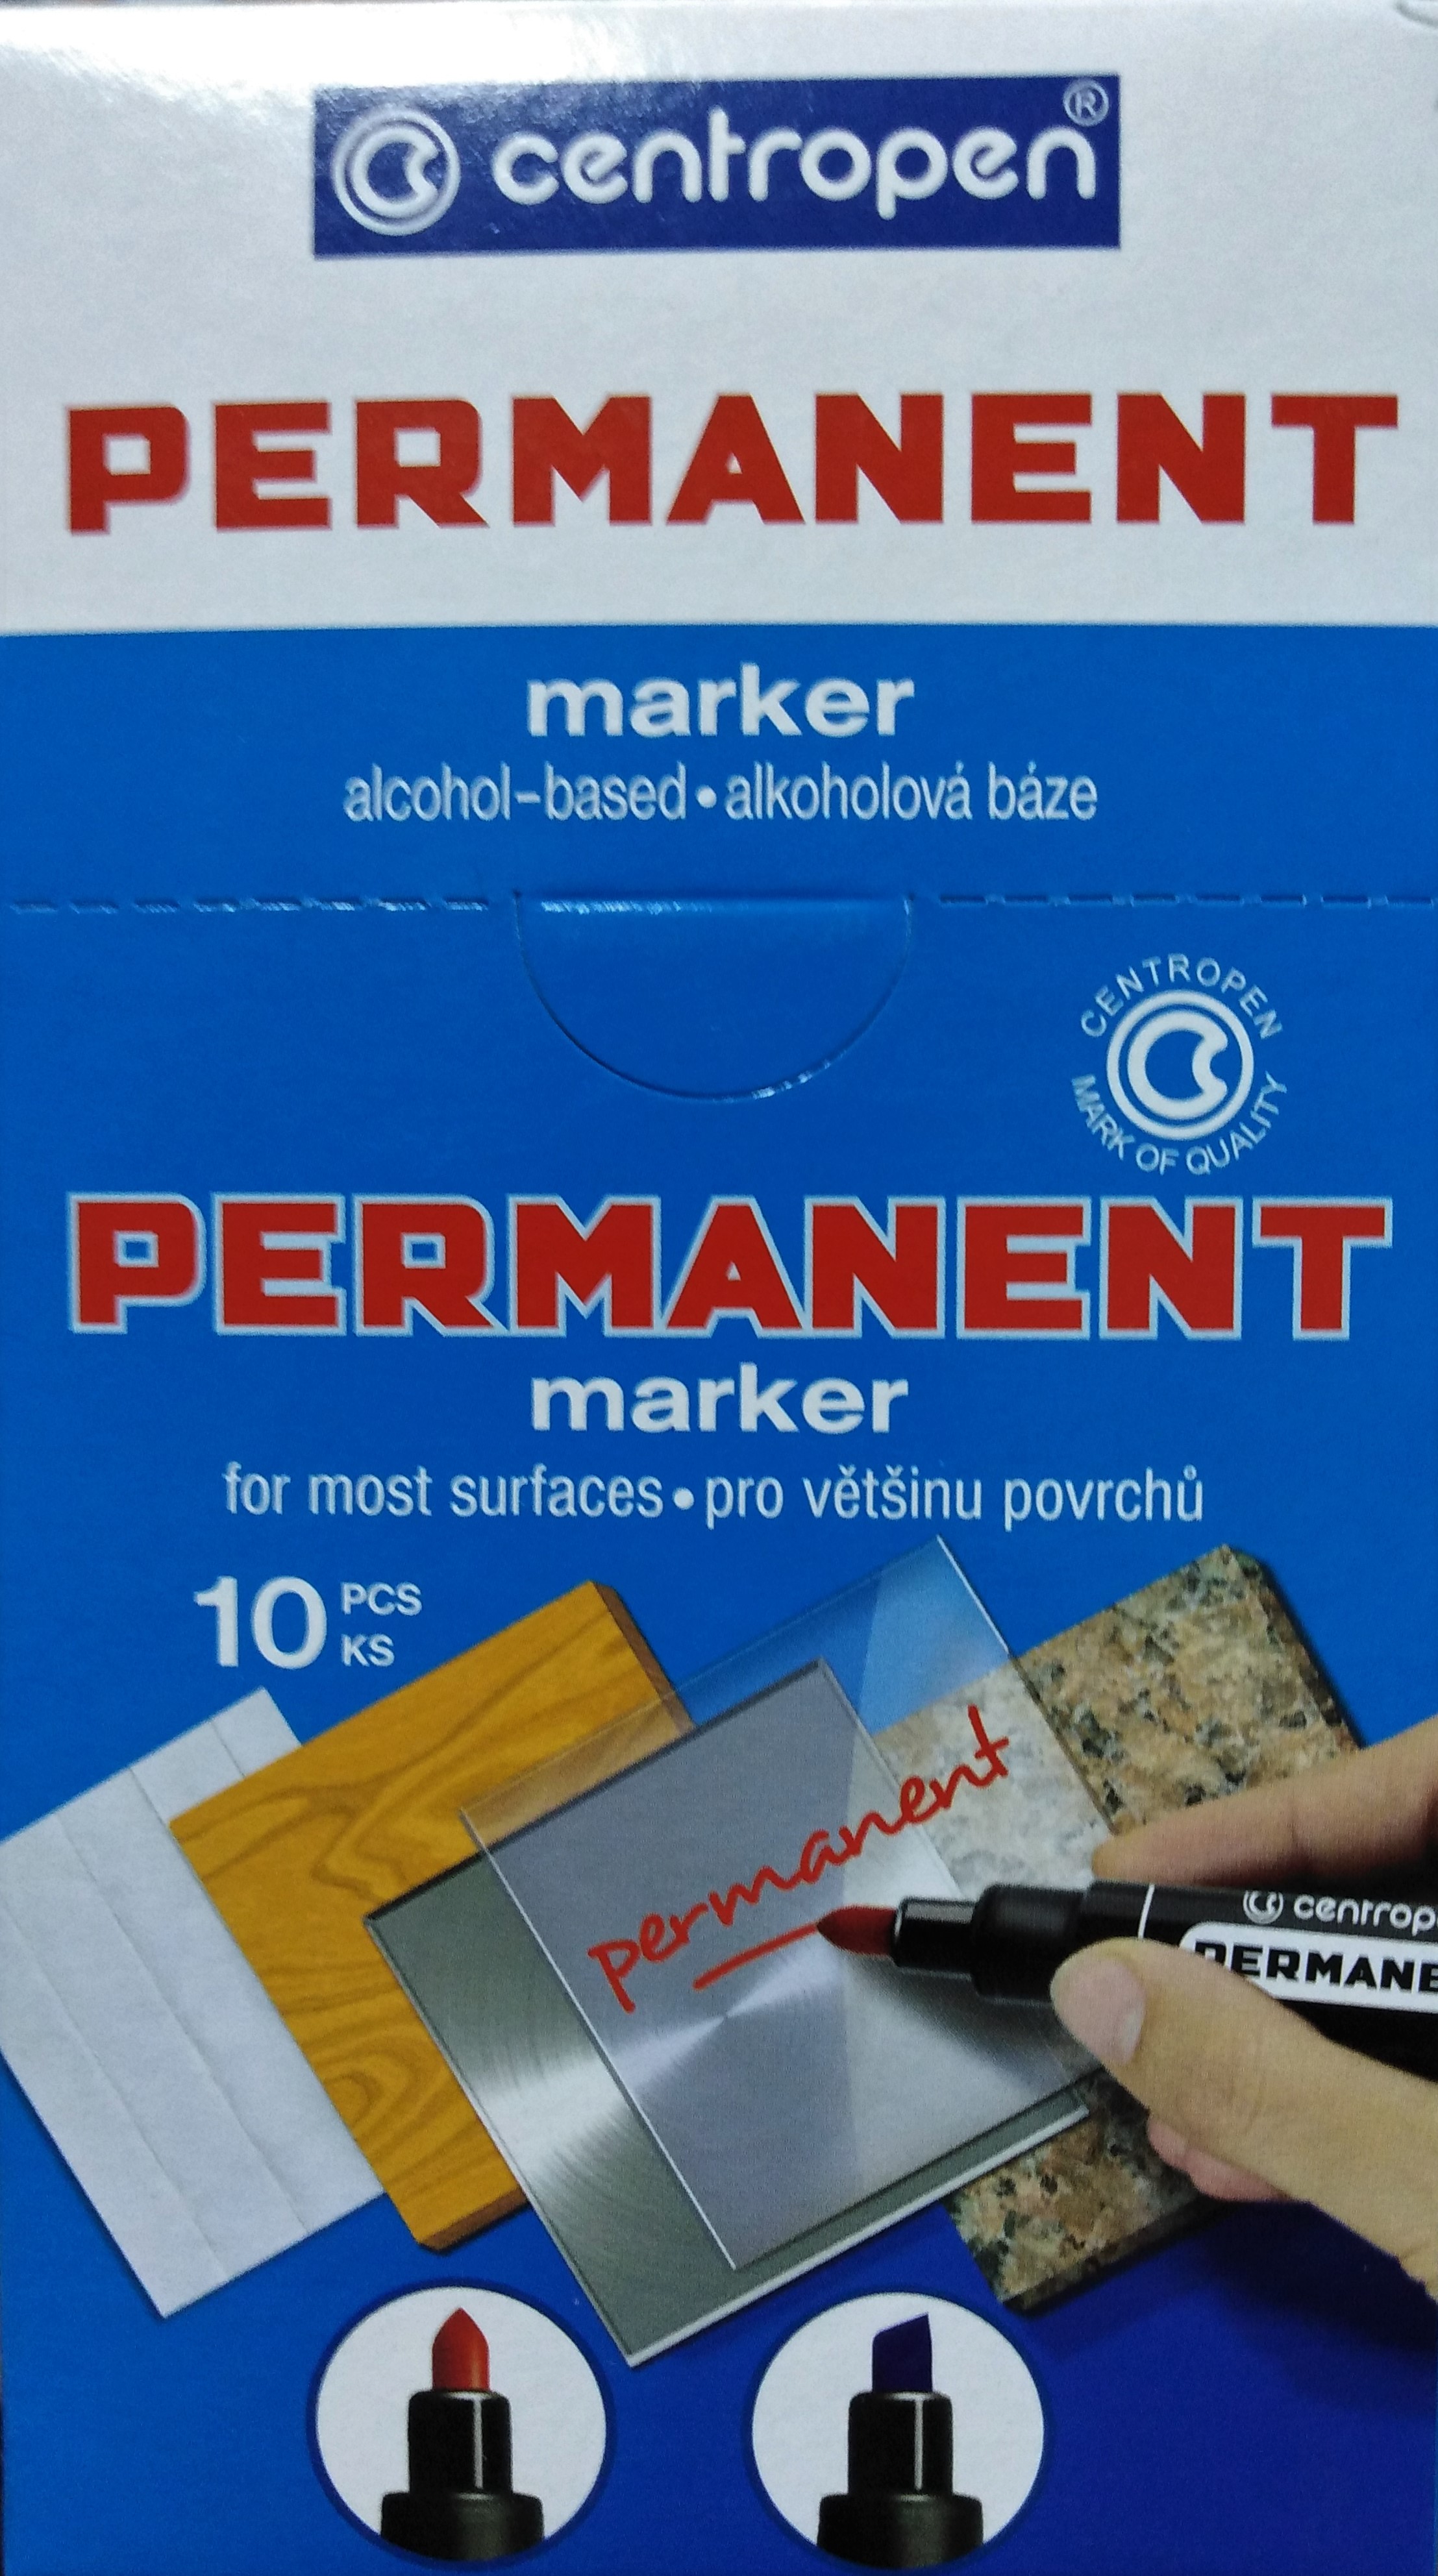 centropen®
PERMANENT
marker
alcohol-based • alkoholová báze
CENTROPEN
MARK OF QUALITY
PERMANENT
marker
for most surfaces • pro většinu povrchů
10 PCS
KS
permanent
centrop
PERMANE